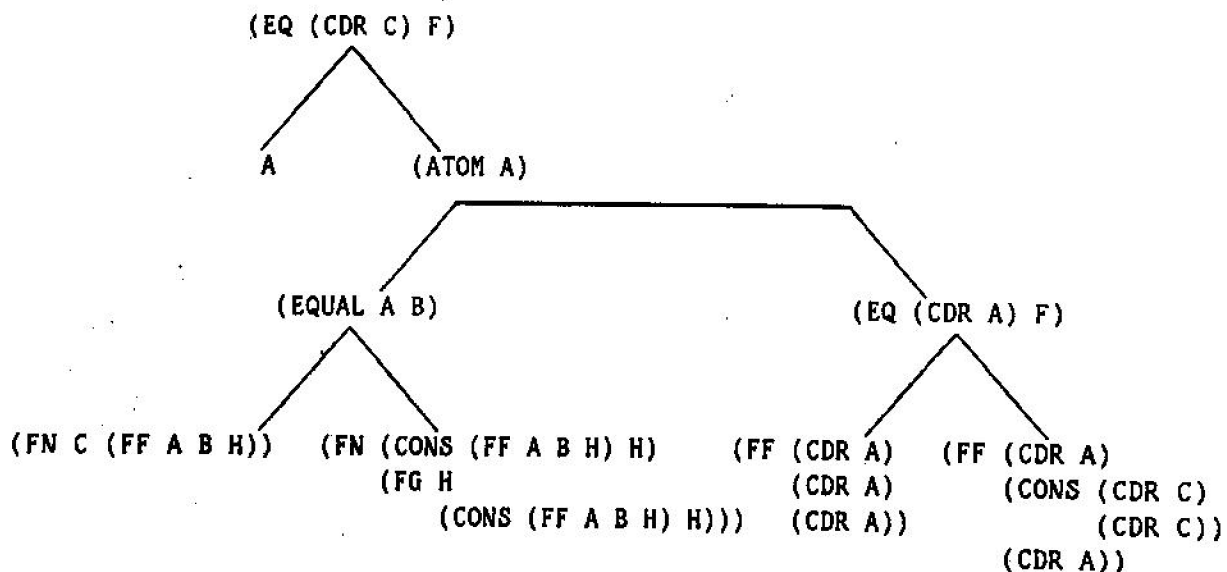 (EQ (CDR C) F)
A (ATOM A)
(EQUAL A B) (EQ (CDR A) F)
(FN C (FF A B H)) (FN (CONS (FF A B H) H) (FF (CDR A) (FF (CDR A)
(FG H (CDR A) (CONS (CDR C)
(CONS (FF A B H) H))) (CDR A)) (CDR C))
(CDR A))